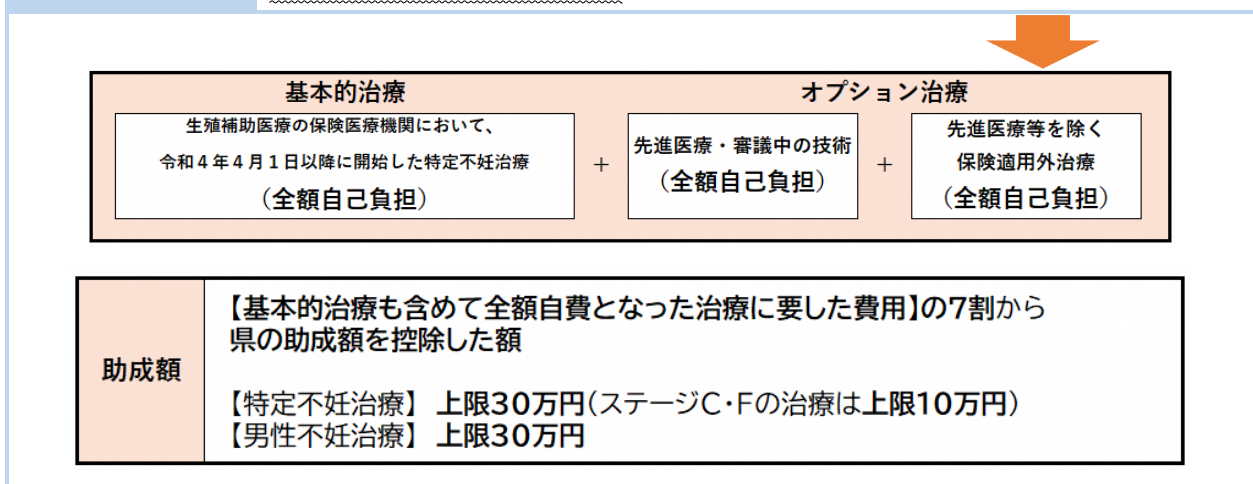 基本的治療
オプション治療
生殖補助医療の保険医療機関において、
令和４年４月１日以降に開始した特定不妊治療
（全額自己負担）
＋
先進医療・審議中の技術
（全額自己負担）
＋
先進医療等を除く
保険適用外治療
（全額自己負担）
助成額
【基本的治療も含めて全額自費となった治療に要した費用】の７割から
県の助成額を控除した額
【特定不妊治療】 上限３０万円（ステージＣ・Ｆの治療は上限１０万円）
【男性不妊治療】 上限３０万円